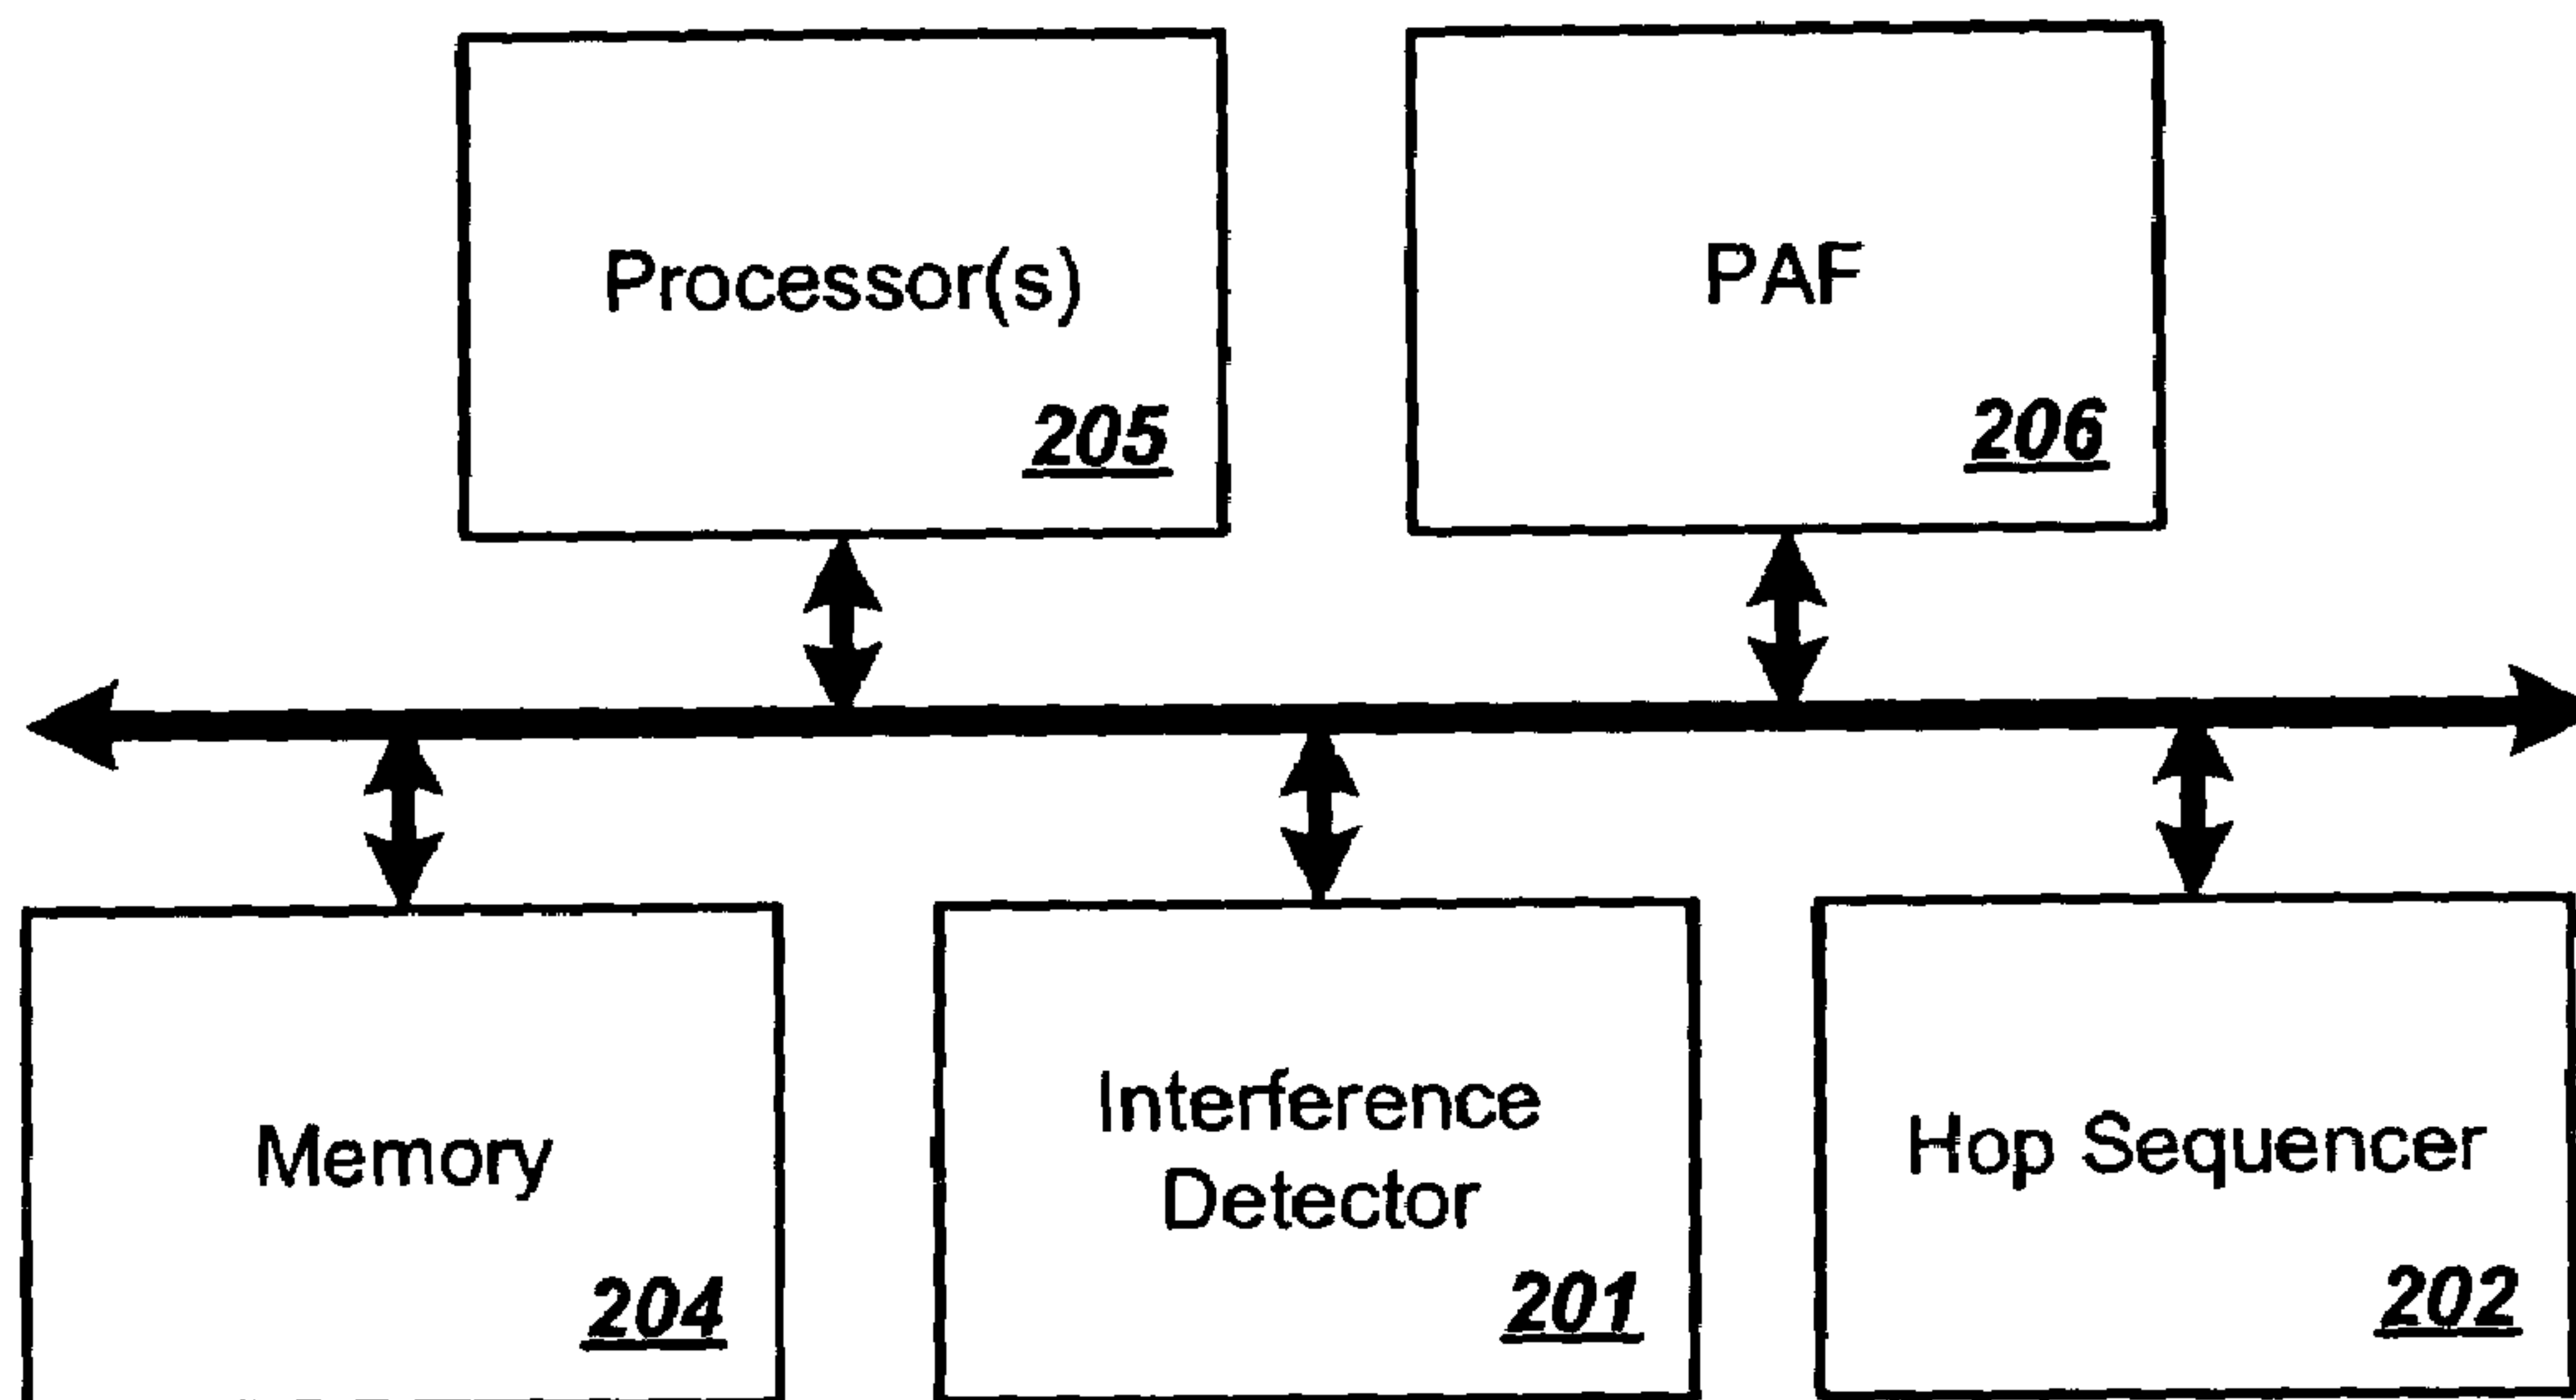 Processor(s)
205
PAF
206
Memory
204
Interference
Detector
201
Hop Sequencer
202